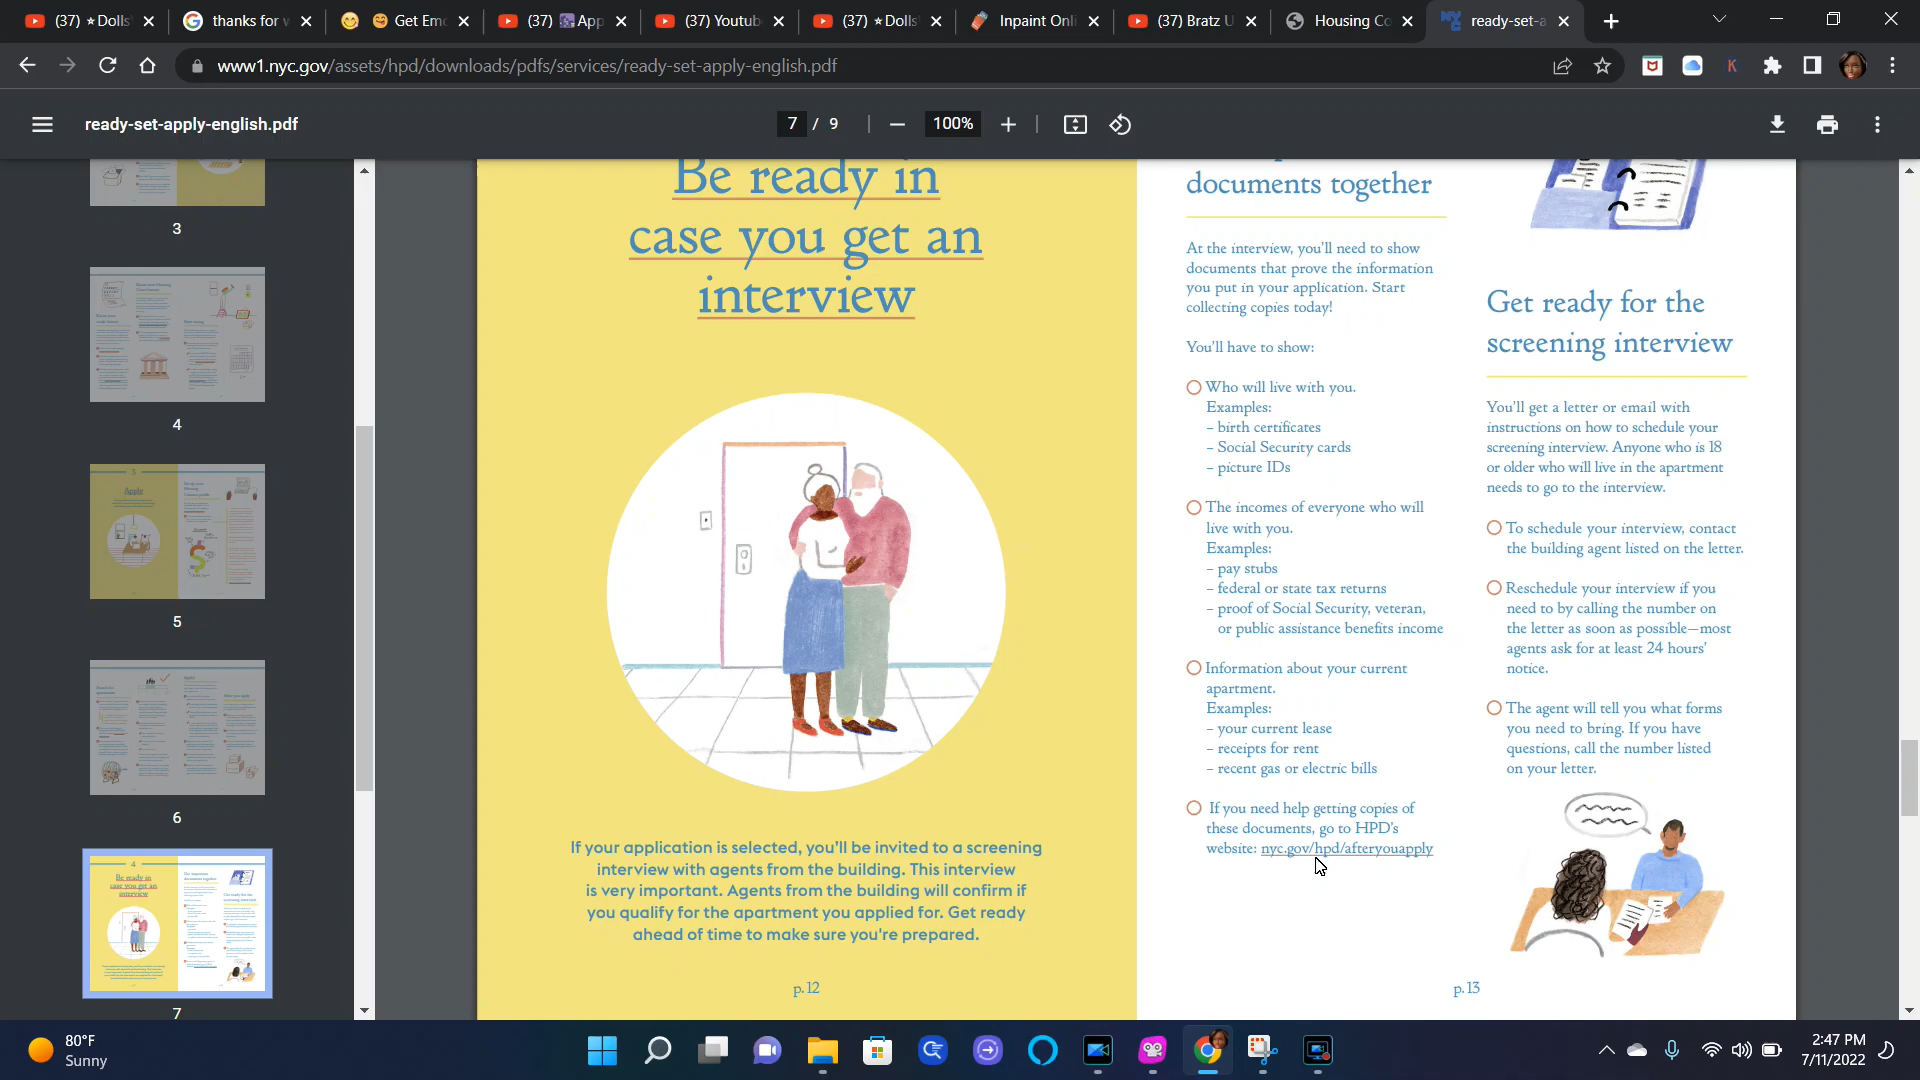 (37) ⭐Dolls
thanks for w
😊 Get Emo
(37) 🌆App
(37) Youtub
(37) ⭐Dolls
Inpaint Onli
(37) Bratz U
Housing Co
ready-set-a
www1.nyc.gov/assets/hpd/downloads/pdfs/services/ready-set-apply-english.pdf
ready-set-apply-english.pdf
7 / 9
100%
3
4
5
6
7
Be ready in
case you get an
interview
If your application is selected, you'll be invited to a screening
interview with agents from the building. This interview
is very important. Agents from the building will confirm if
you qualify for the apartment you applied for. Get ready
ahead of time to make sure you're prepared.
p. 12
documents together
At the interview, you'll need to show
documents that prove the information
you put in your application. Start
collecting copies today!
You'll have to show:
Who will live with you.
Examples:
– birth certificates
– Social Security cards
– picture IDs
The incomes of everyone who will
live with you.
Examples:
– pay stubs
– federal or state tax returns
– proof of Social Security, veteran,
or public assistance benefits income
Information about your current
apartment.
Examples:
– your current lease
– receipts for rent
– recent gas or electric bills
If you need help getting copies of
these documents, go to HPD's
website: nyc.gov/hpd/afteryouapply
Get ready for the
screening interview
You'll get a letter or email with
instructions on how to schedule your
screening interview. Anyone who is 18
or older who will live in the apartment
needs to go to the interview.
To schedule your interview, contact
the building agent listed on the letter.
Reschedule your interview if you
need to by calling the number on
the letter as soon as possible—most
agents ask for at least 24 hours'
notice.
The agent will tell you what forms
you need to bring. If you have
questions, call the number listed
on your letter.
p. 13
80°F
Sunny
2:47 PM
7/11/2022